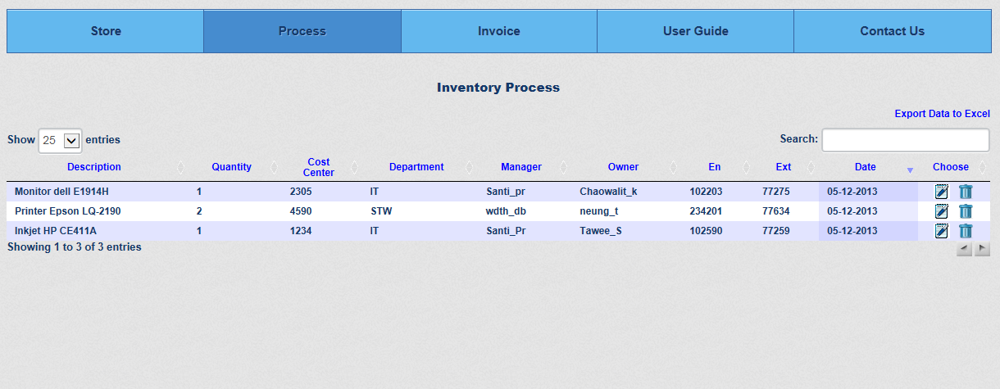 Store Process Invoice User Guide Contact Us
Inventory Process
Export Data to Excel
Show 25 entries Search:
Description Quantity Cost Center Department Manager Owner En Ext Date Choose
Monitor dell E1914H 1 2305 IT Santi_pr Chaowalit_k 102203 77275 05-12-2013
Printer Epson LQ-2190 2 4590 STW wdth_db neung_t 234201 77634 05-12-2013
Inkjet HP CE411A 1 1234 IT Santi_Pr Tawee_S 102590 77259 05-12-2013
Showing 1 to 3 of 3 entries